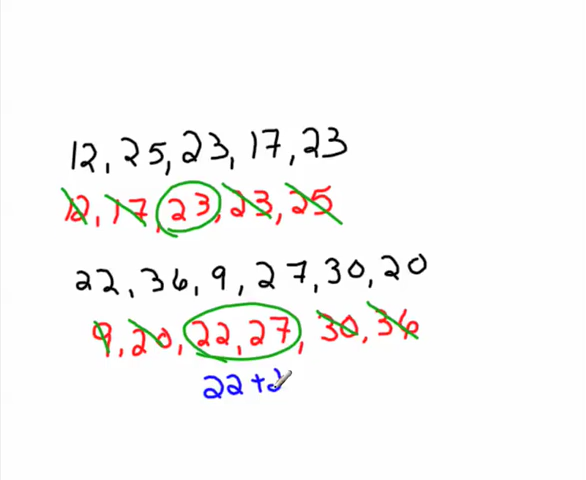 12, 25, 23, 17, 23
12, 17, 23, 23, 25
22, 36, 9, 27, 30, 20
9, 20, 22, 27, 30, 36
22 + 2